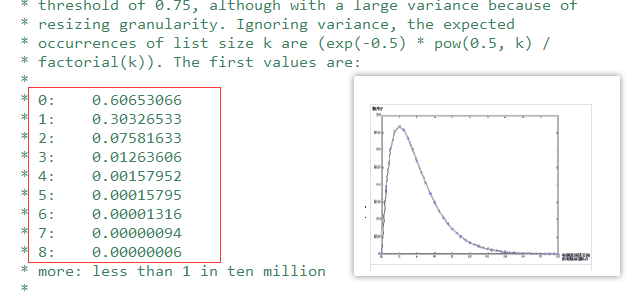 * threshold of 0.75, although with a large variance because of
* resizing granularity. Ignoring variance, the expected
* occurrences of list size k are (exp(-0.5) * pow(0.5, k) /
* factorial(k)). The first values are:
*
* 0:    0.60653066
* 1:    0.30326533
* 2:    0.07581633
* 3:    0.01263606
* 4:    0.00157952
* 5:    0.00015795
* 6:    0.00001316
* 7:    0.00000094
* 8:    0.00000006
* more: less than 1 in ten million
*